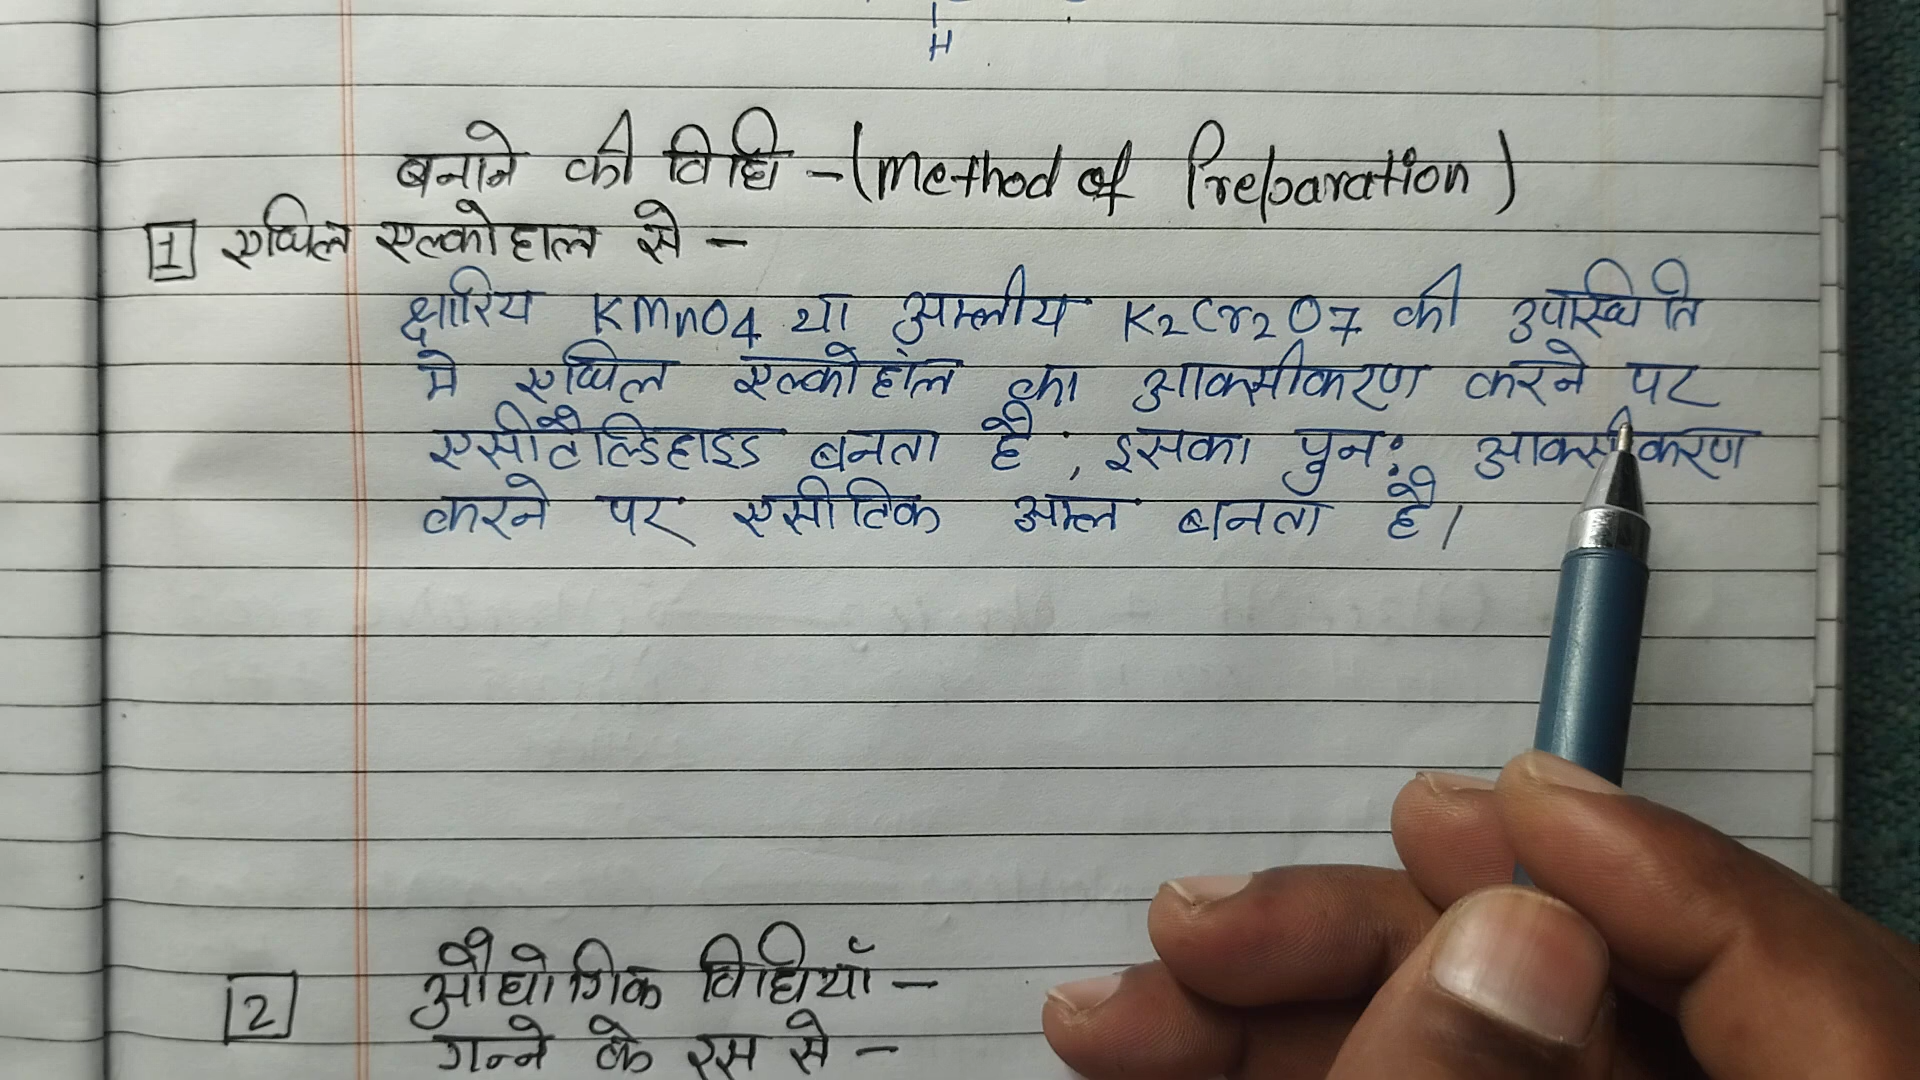 H
बनाने की विधि - (Method of Preparation)
1 एथिल एल्कोहाल से -
क्षारिय KMnO4 या अम्लीय K2Cr2O7 की उपस्थिति
मे एथिल एल्कोहॉल का आक्सीकरण करने पर
एसीटैल्डिहाइड बनता है, इसका पुनः आक्सीकरण
करने पर एसीटिक अम्ल बनता है।
2 औद्योगिक विधियाँ -
गन्ने के रस से -